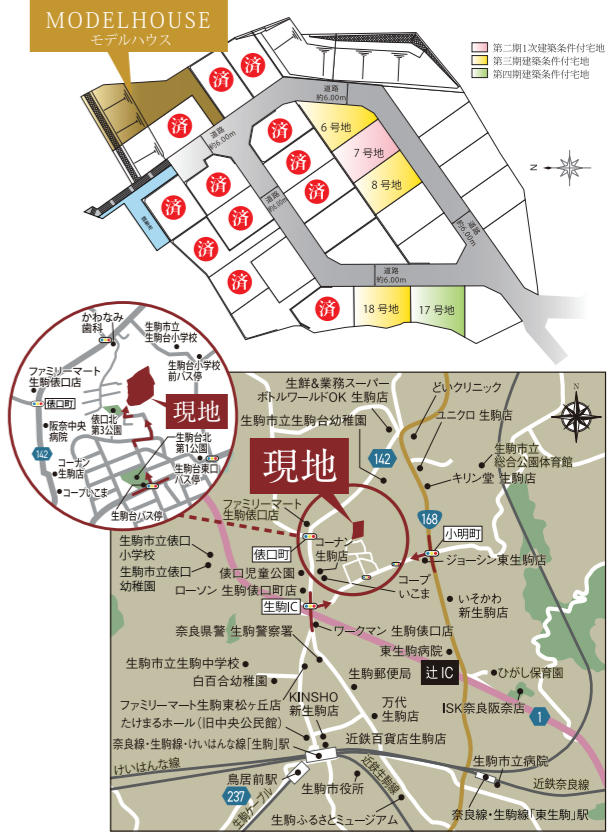 MODELHOUSE
モデルハウス
第二期1次建築条件付宅地
第三期建築条件付宅地
第四期建築条件付宅地
済
済
済
済
済
済
済
済
済
済
済
済
済
道路
約6.00m
道路
約6.00m
道路
約6.00m
道路
約6.00m
道路
約6.00m
6号地
7号地
8号地
18号地
17号地
N
かわなみ
歯科
生駒市立
生駒台小学校
生駒台小学校
前バス停
ファミリーマート
生駒俵口店
俵口町
阪奈中央
病院
142
コーナン
生駒店
コープいこま
俵口北
第3公園
現地
生駒台北
第1公園
生駒台東口
バス停
生駒台バス停
生鮮&業務スーパー
ボトルワールドOK 生駒店
どいクリニック
ユニクロ 生駒店
生駒市立生駒台幼稚園
142
生駒市立
総合公園体育館
キリン堂 生駒店
N
現地
168
小明町
ファミリーマート
生駒俵口店
俵口町
コーナン
生駒店
ジョーシン東生駒店
コープ
いこま
生駒市立俵口
小学校
生駒市立俵口
幼稚園
俵口児童公園
ローソン 生駒俵口町店
生駒IC
いそかわ
新生駒店
ワークマン 生駒俵口店
奈良県警 生駒警察署
東生駒病院
辻IC
生駒市立生駒中学校
白百合幼稚園
生駒郵便局
ひがし保育園
ISK奈良阪奈店
1
ファミリーマート生駒東松ヶ丘店
KINSHO
新生駒店
万代
生駒店
たけまるホール(旧中央公民館)
近鉄百貨店生駒店
奈良線・生駒線・けいはんな線「生駒」駅
けいはんな線
生駒市立病院
近鉄奈良線
近鉄生駒線
鳥居前駅
生駒市役所
237
生駒ケーブル
生駒ふるさとミュージアム
奈良線・生駒線「東生駒」駅